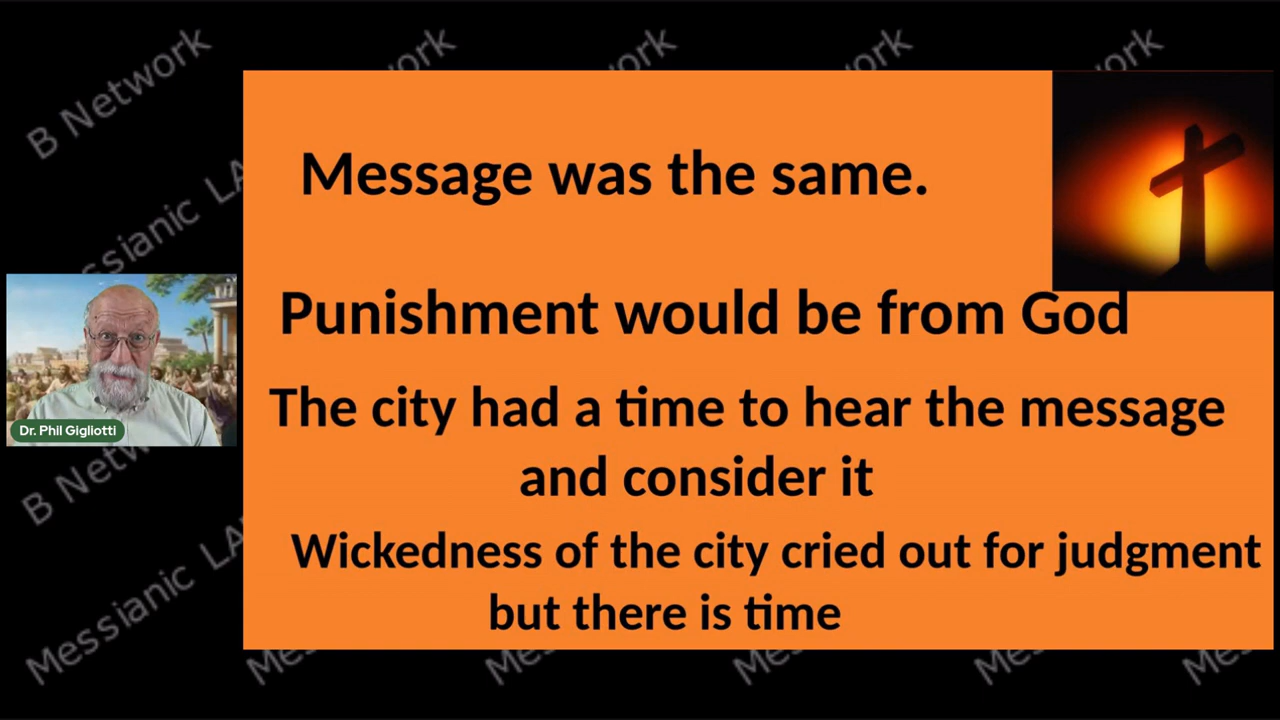 B Network
Message was the same.
Punishment would be from God
The city had a time to hear the message
and consider it
Wickedness of the city cried out for judgment
but there is time
Dr. Phil Gigliotti
Messianic